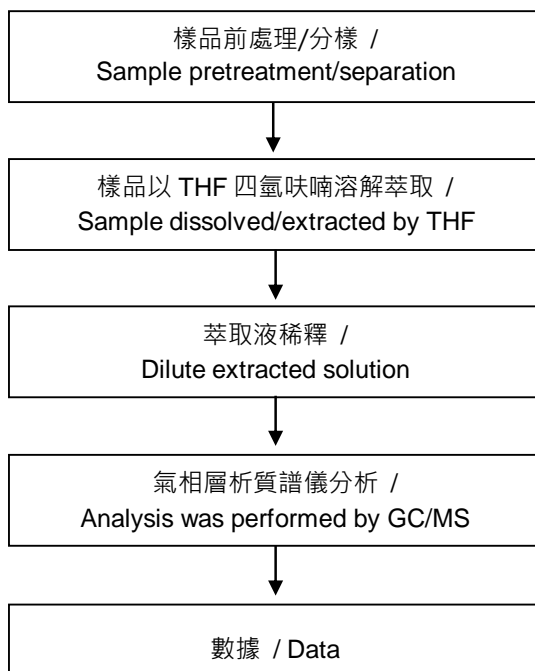 樣品前處理/分樣 /
Sample pretreatment/separation
樣品以 THF 四氫呋喃溶解萃取 /
Sample dissolved/extracted by THF
萃取液稀釋 /
Dilute extracted solution
氣相層析質譜儀分析 /
Analysis was performed by GC/MS
數據 / Data